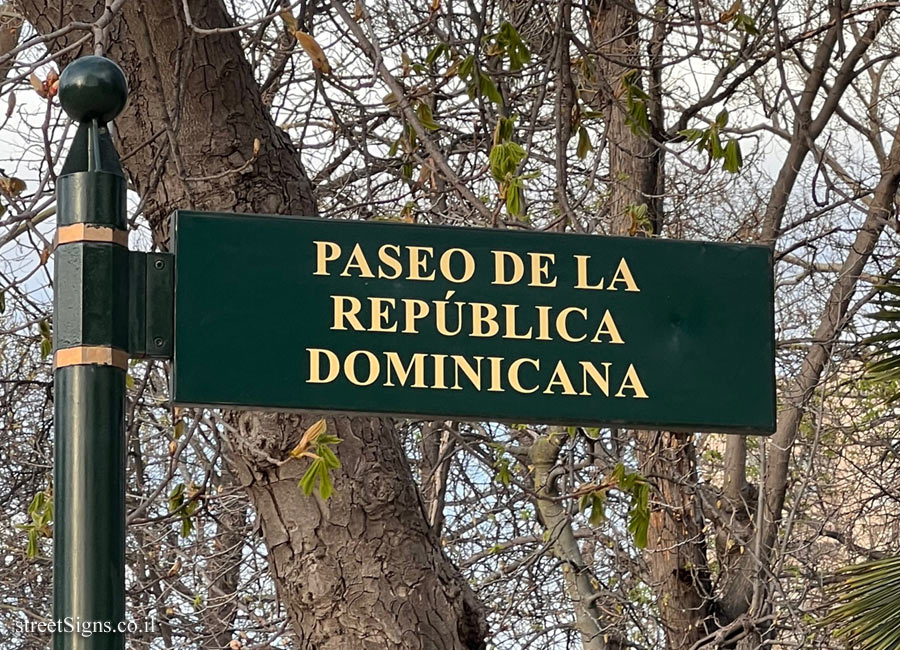 PASEO DE LA
REPÚBLICA
DOMINICANA
streetSigns.co.il